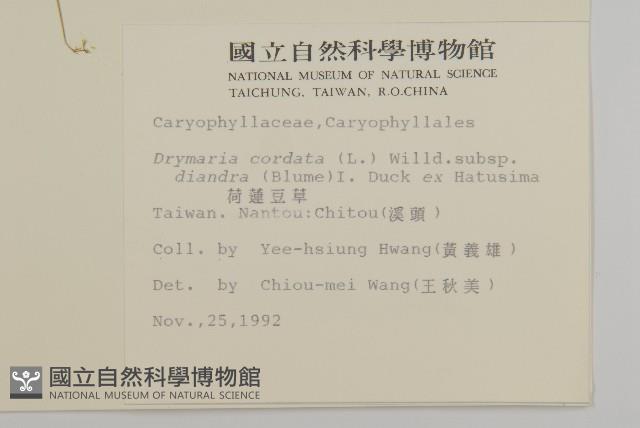 國立自然科學博物館
NATIONAL MUSEUM OF NATURAL SCIENCE
TAICHUNG, TAIWAN, R.O.CHINA
Caryophyllaceae,Caryophyllales
Drymaria cordata (L.) Willd.subsp.
diandra (Blume)I. Duck ex Hatusima
荷蓮豆草
Taiwan. Nantou:Chitou(溪頭)
Coll. by Yee-hsiung Hwang(黃義雄)
Det. by Chiou-mei Wang(王秋美)
Nov.,25,1992
國立自然科學博物館
NATIONAL MUSEUM OF NATURAL SCIENCE